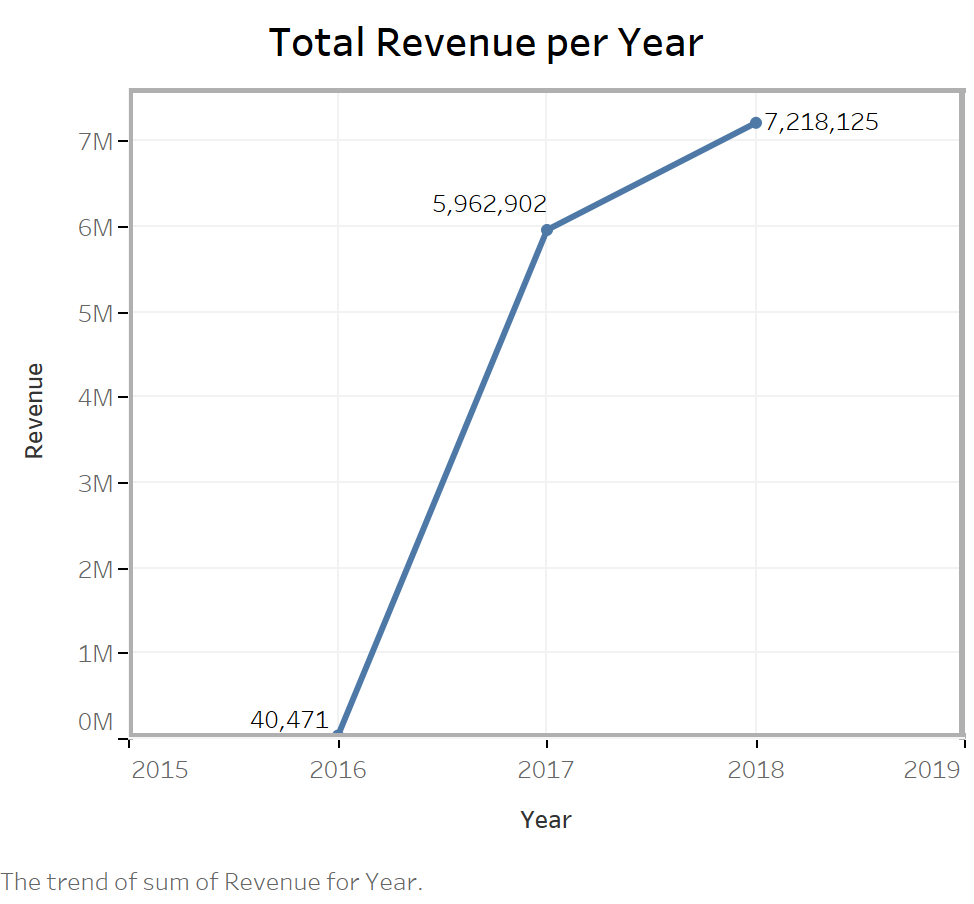 Total Revenue per Year
7,218,125
7M
5,962,902
6M
5M
4M
Revenue
3M
2M
1M
40,471
0M
2015 2016 2017 2018 2019
Year
The trend of sum of Revenue for Year.